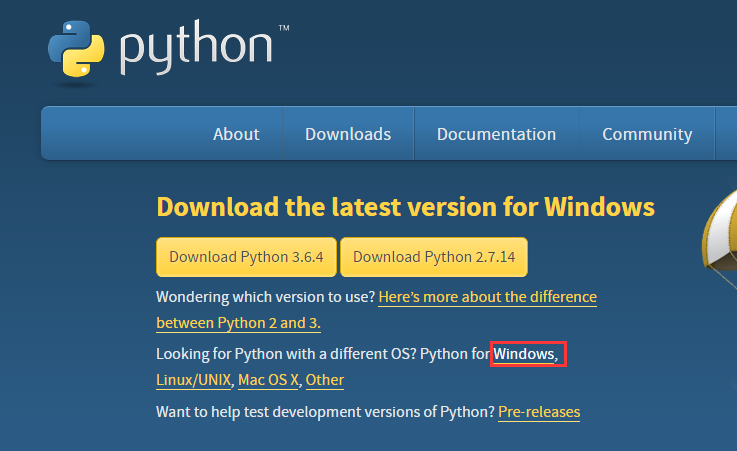 python™
About Downloads Documentation Community
Download the latest version for Windows
Download Python 3.6.4 Download Python 2.7.14
Wondering which version to use? Here's more about the difference
between Python 2 and 3.
Looking for Python with a different OS? Python for Windows,
Linux/UNIX, Mac OS X, Other
Want to help test development versions of Python? Pre-releases